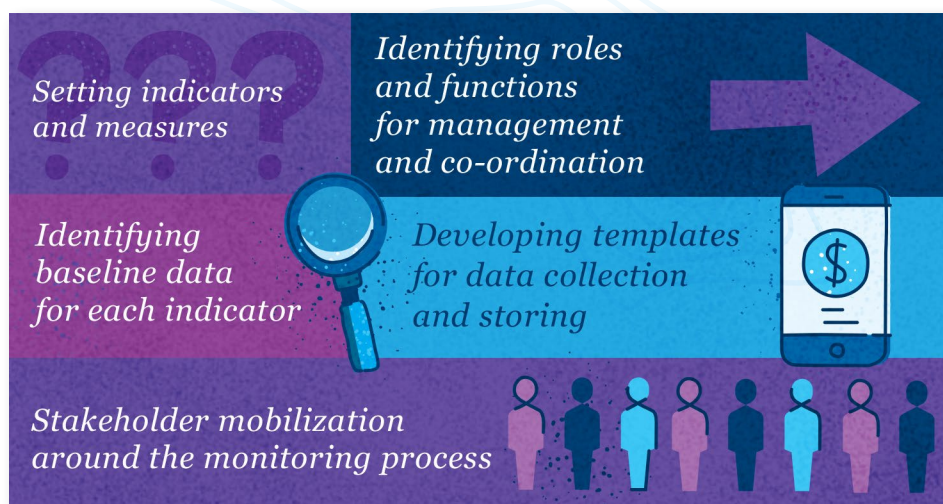 ???
Setting indicators
and measures
Identifying roles
and functions
for management
and co-ordination
Identifying
baseline data
for each indicator
Developing templates
for data collection
and storing
$
Stakeholder mobilization
around the monitoring process